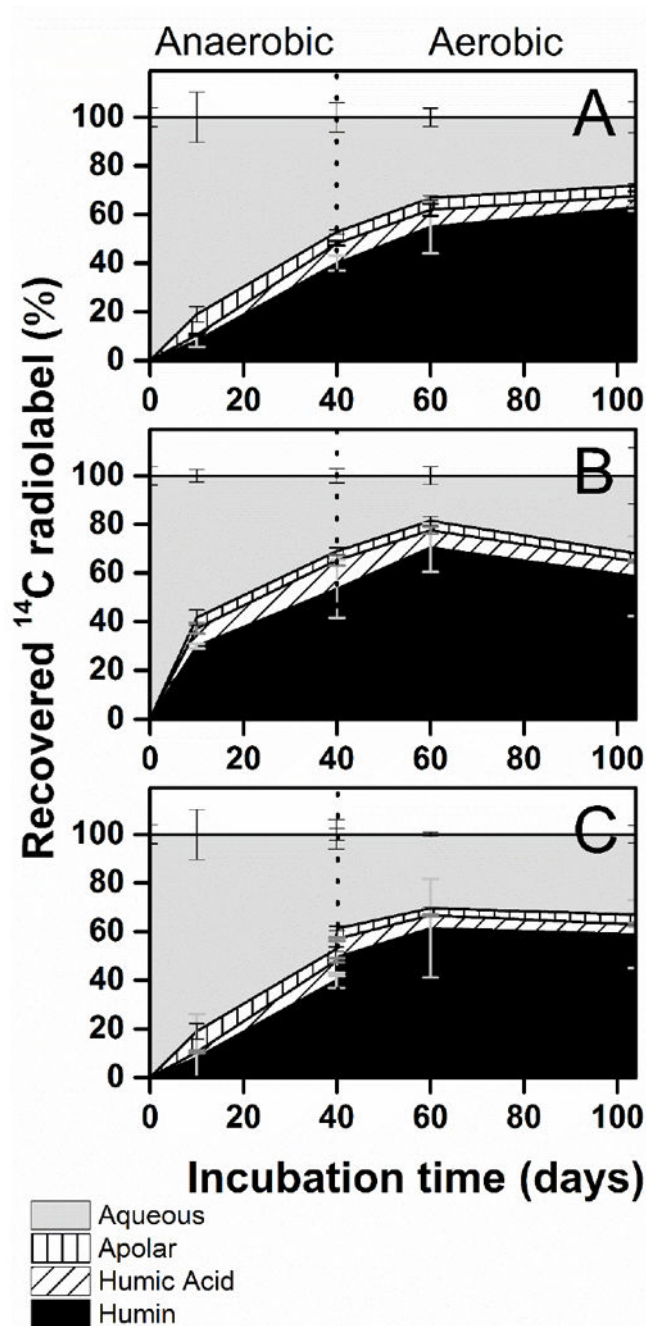 Anaerobic Aerobic
A
100
80
60
40
20
0
0 20 40 60 80 100
B
100
80
60
40
20
0
0 20 40 60 80 100
C
100
80
60
40
20
0
0 20 40 60 80 100
Recovered ¹⁴C radiolabel (%)
Incubation time (days)
Aqueous
Apolar
Humic Acid
Humin